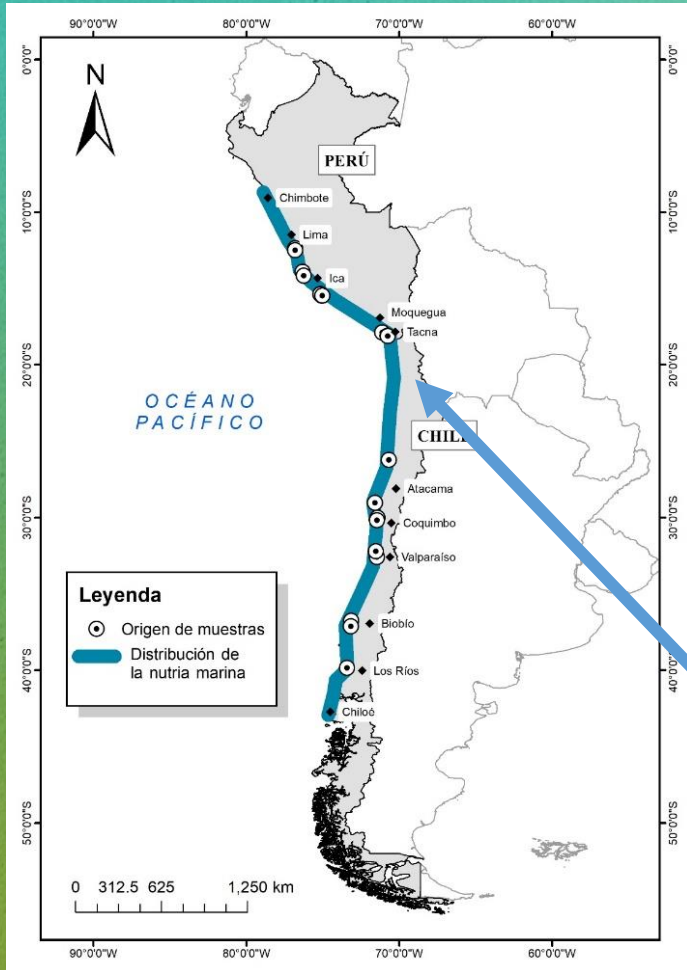 90°0'0"W
80°0'0"W
70°0'0"W
60°0'0"W
0°0'0"
0°0'0"
N
PERÚ
Chimbote
10°0'0"S
10°0'0"S
Lima
Ica
Moquegua
Tacna
20°0'0"S
20°0'0"S
OCÉANO
PACÍFICO
CHIL
Atacama
30°0'0"S
30°0'0"S
Coquimbo
Valparaíso
Leyenda
Origen de muestras
Distribución de
la nutria marina
Biobío
40°0'0"S
40°0'0"S
Los Ríos
Chiloé
50°0'0"S
50°0'0"S
0 312.5 625 1,250 km
90°0'0"W
80°0'0"W
70°0'0"W
60°0'0"W